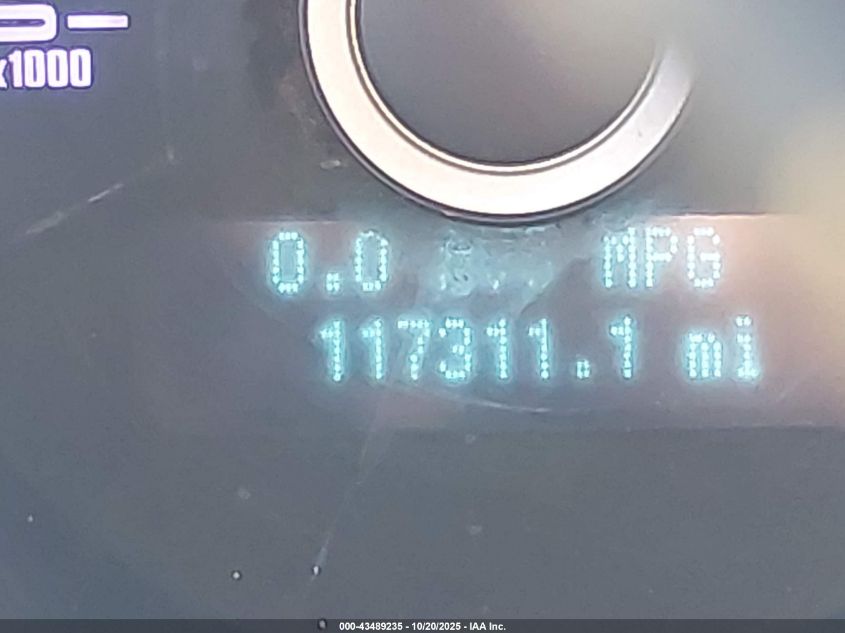 x1000
0.0 MPG
117311.1 mi
000-43489235 - 10/20/2025 - IAA Inc.